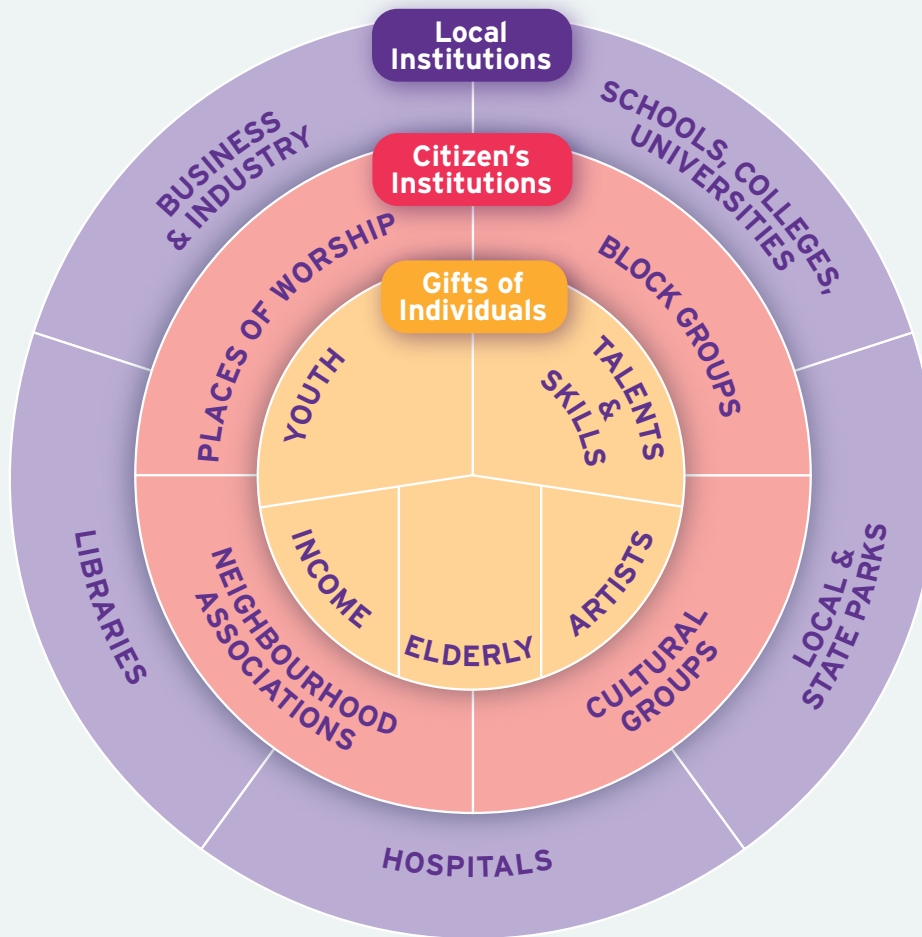 Local
Institutions
BUSINESS
& INDUSTRY
SCHOOLS, COLLEGES,
UNIVERSITIES
LOCAL &
STATE PARKS
HOSPITALS
LIBRARIES
Citizen's
Institutions
PLACES OF WORSHIP
BLOCK GROUPS
CULTURAL
GROUPS
NEIGHBOURHOOD
ASSOCIATIONS
Gifts of
Individuals
YOUTH
TALENTS
&
SKILLS
ARTISTS
ELDERLY
INCOME